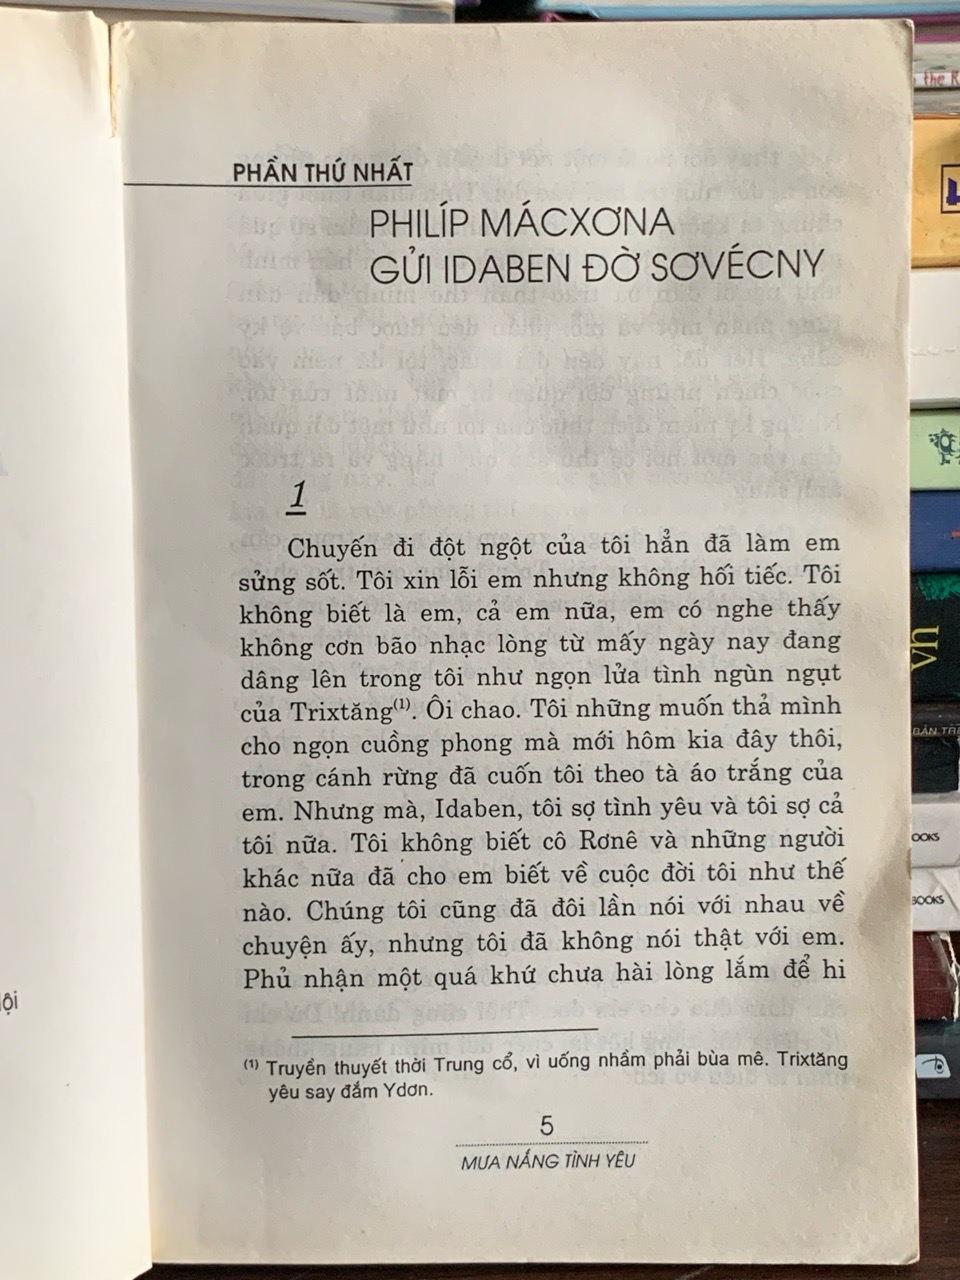 PHẦN THỨ NHẤT
PHILÍP MÁCXƠNA
GỬI IDABEN ĐỜ SƠVÉCNY
1
Chuyến đi đột ngột của tôi hẳn đã làm em
sửng sốt. Tôi xin lỗi em nhưng không hối tiếc. Tôi
không biết là em, cả em nữa, em có nghe thấy
không cơn bão nhạc lòng từ mấy ngày nay đang
dâng lên trong tôi như ngọn lửa tình ngùn ngụt
của Trixtăng⁽¹⁾. Ôi chao. Tôi những muốn thả mình
cho ngọn cuồng phong mà mới hôm kia đây thôi,
trong cánh rừng đã cuốn tôi theo tà áo trắng của
em. Nhưng mà, Idaben, tôi sợ tình yêu và tôi sợ cả
tôi nữa. Tôi không biết cô Rơnê và những người
khác nữa đã cho em biết về cuộc đời tôi như thế
nào. Chúng tôi cũng đã đôi lần nói với nhau về
chuyện ấy, nhưng tôi đã không nói thật với em.
Phủ nhận một quá khứ chưa hài lòng lắm để hi
⁽¹⁾ Truyền thuyết thời Trung cổ, vì uống nhầm phải bùa mê. Trixtăng
yêu say đắm Ydơn.
5
MƯA NẮNG TÌNH YÊU
the R
vh
BẢN TR
OOKS
BOOKS